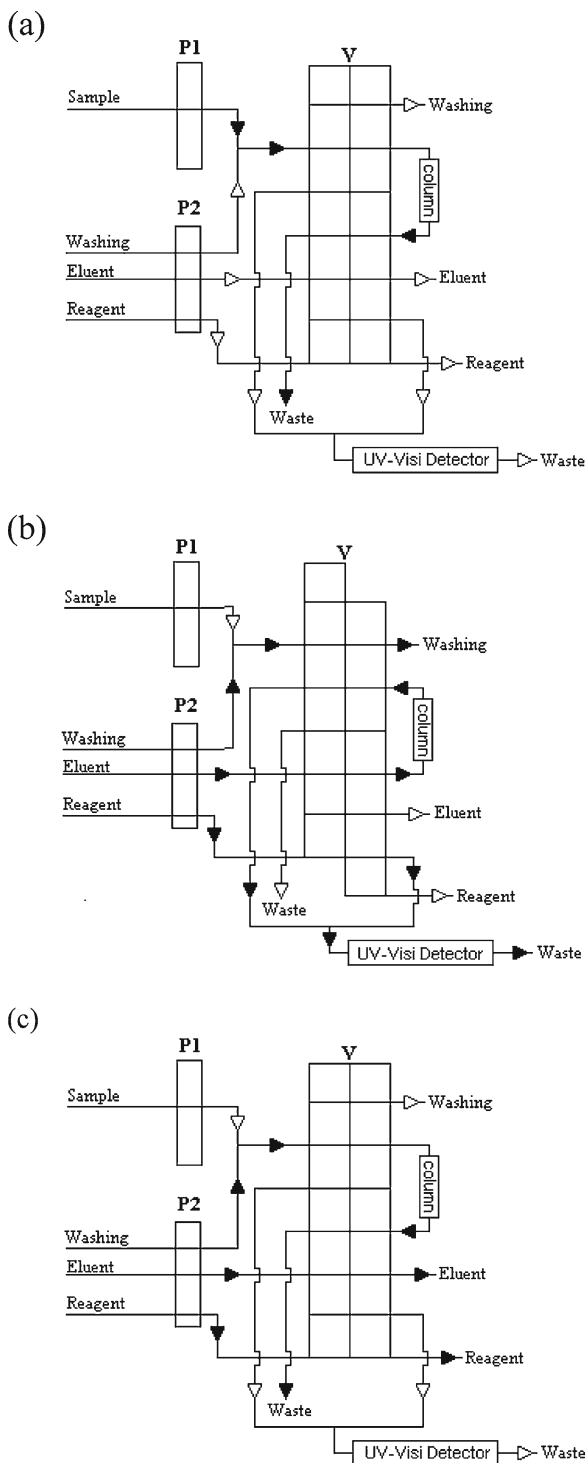 (a)
P1
V
Sample
Washing
column
P2
Washing
Eluent
Eluent
Reagent
Reagent
Waste
UV-Visi Detector
Waste
(b)
P1
V
Sample
Washing
column
P2
Washing
Eluent
Reagent
Eluent
Waste
Reagent
UV-Visi Detector
Waste
(c)
P1
V
Sample
Washing
column
P2
Washing
Eluent
Eluent
Reagent
Reagent
Waste
UV-Visi Detector
Waste